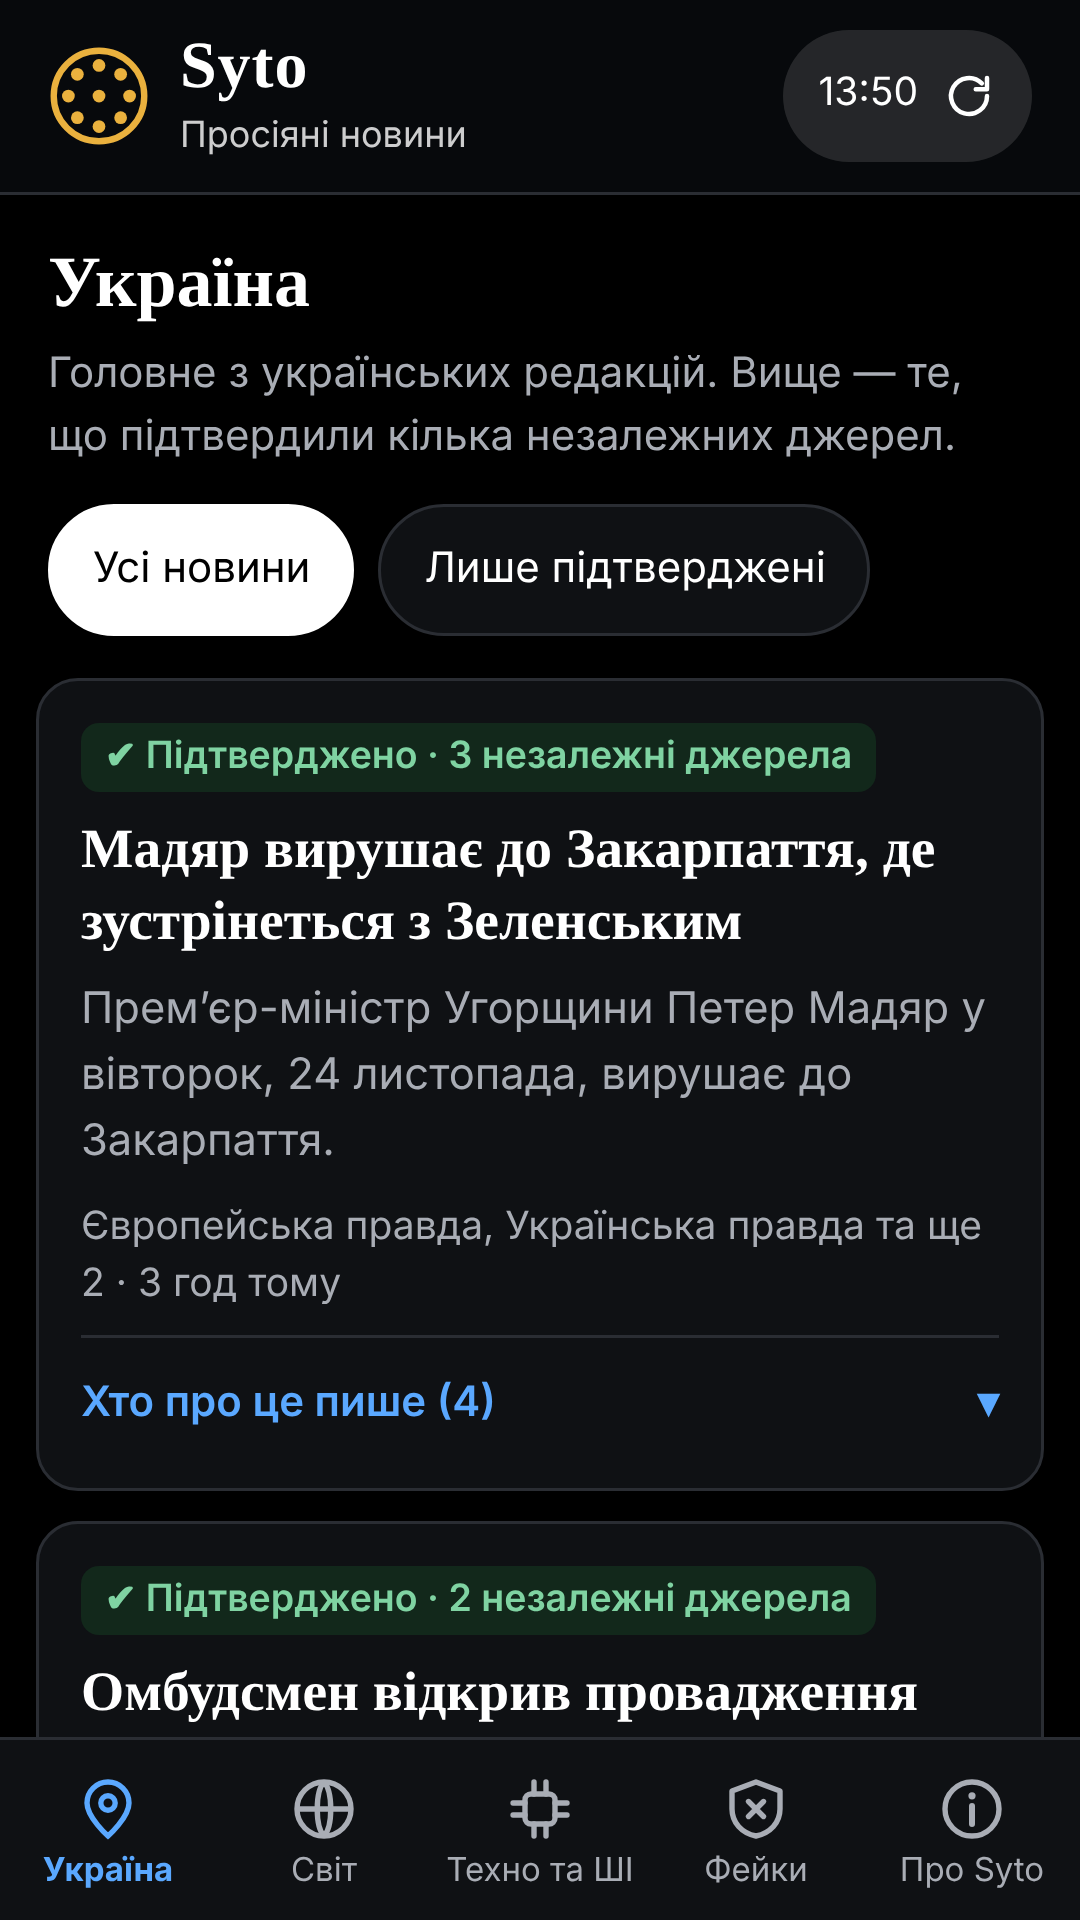 Syto
Просіяні новини
13:50
Україна
Головне з українських редакцій. Вище — те,
що підтвердили кілька незалежних джерел.
Усі новини
Лише підтверджені
✔ Підтверджено · 3 незалежні джерела
Мадяр вирушає до Закарпаття, де
зустрінеться з Зеленським
Прем’єр-міністр Угорщини Петер Мадяр у
вівторок, 24 листопада, вирушає до
Закарпаття.
Європейська правда, Українська правда та ще
2 · 3 год тому
Хто про це пише (4) ▼
✔ Підтверджено · 2 незалежні джерела
Омбудсмен відкрив провадження
Україна
Світ
Техно та ШІ
Фейки
Про Syto